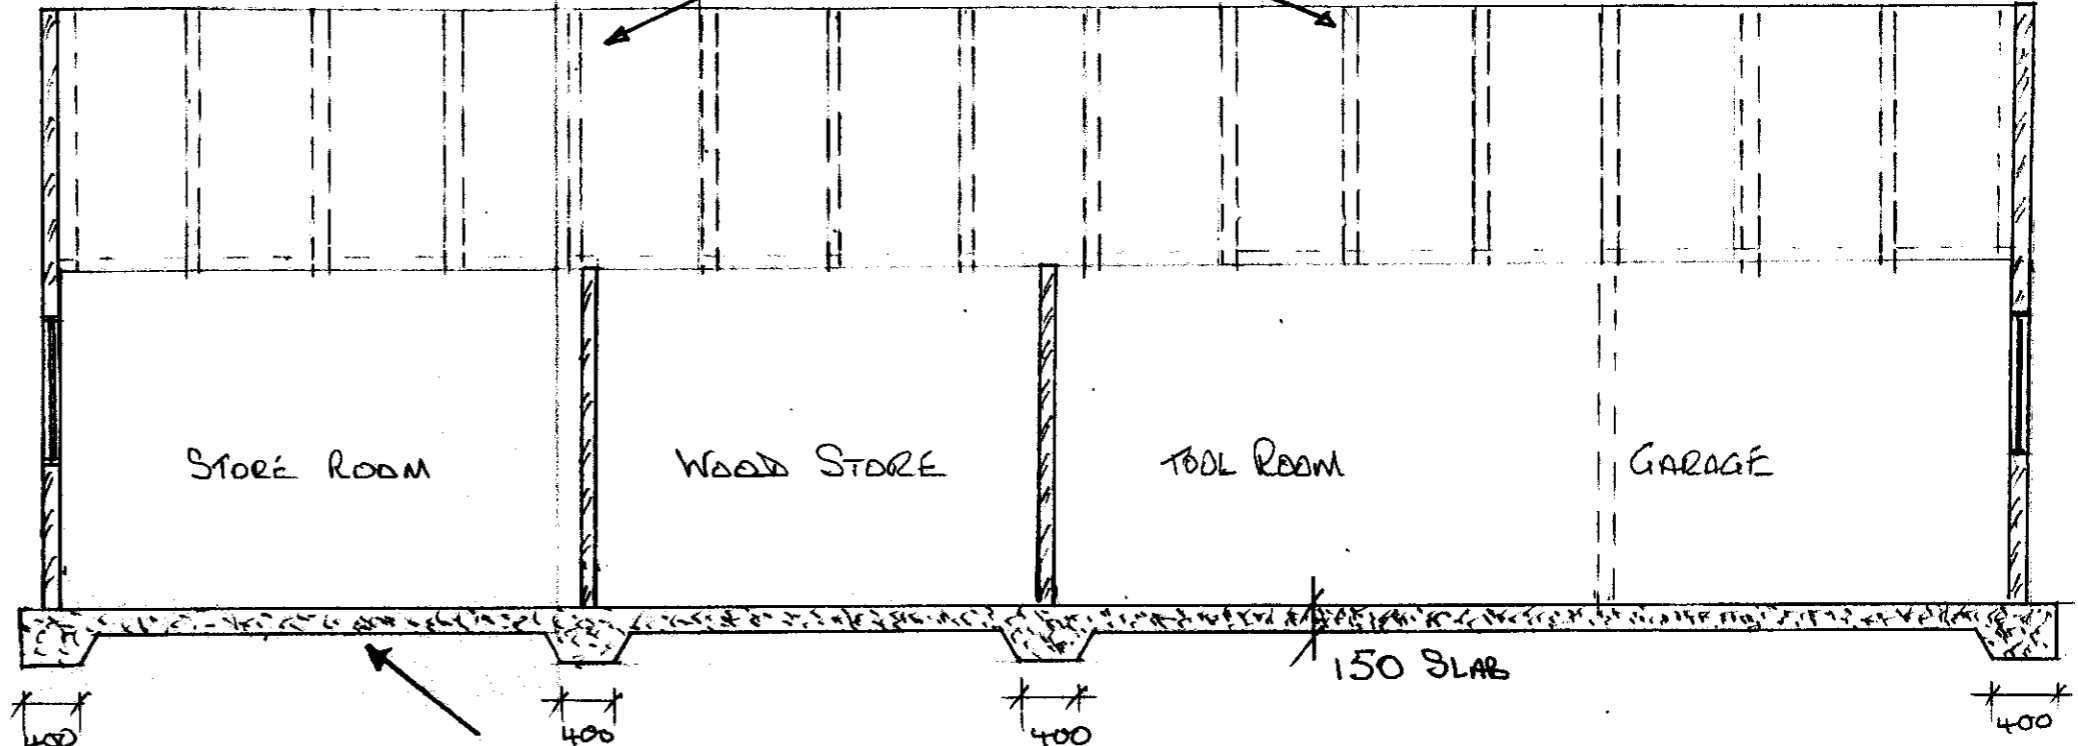 STORE ROOM
WOOD STORE
TOOL ROOM
GARAGE
150 SLAB
400
400
400
400